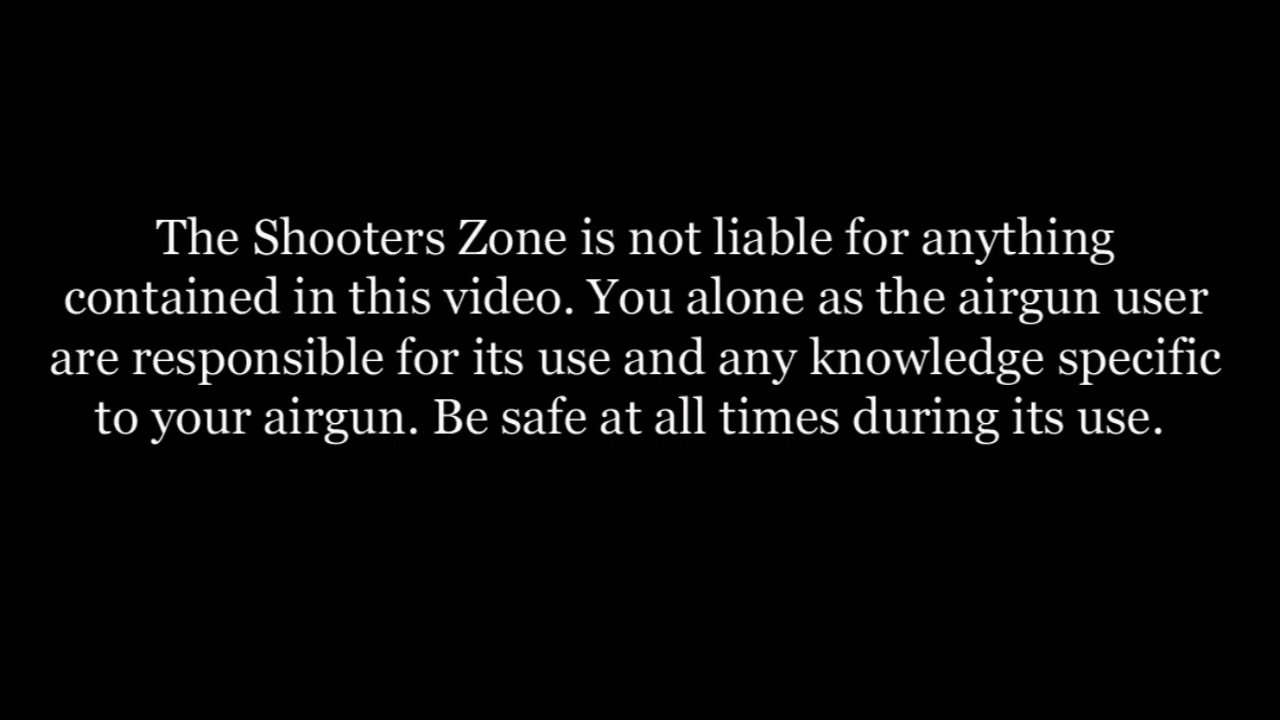 The Shooters Zone is not liable for anything
contained in this video. You alone as the airgun user
are responsible for its use and any knowledge specific
to your airgun. Be safe at all times during its use.